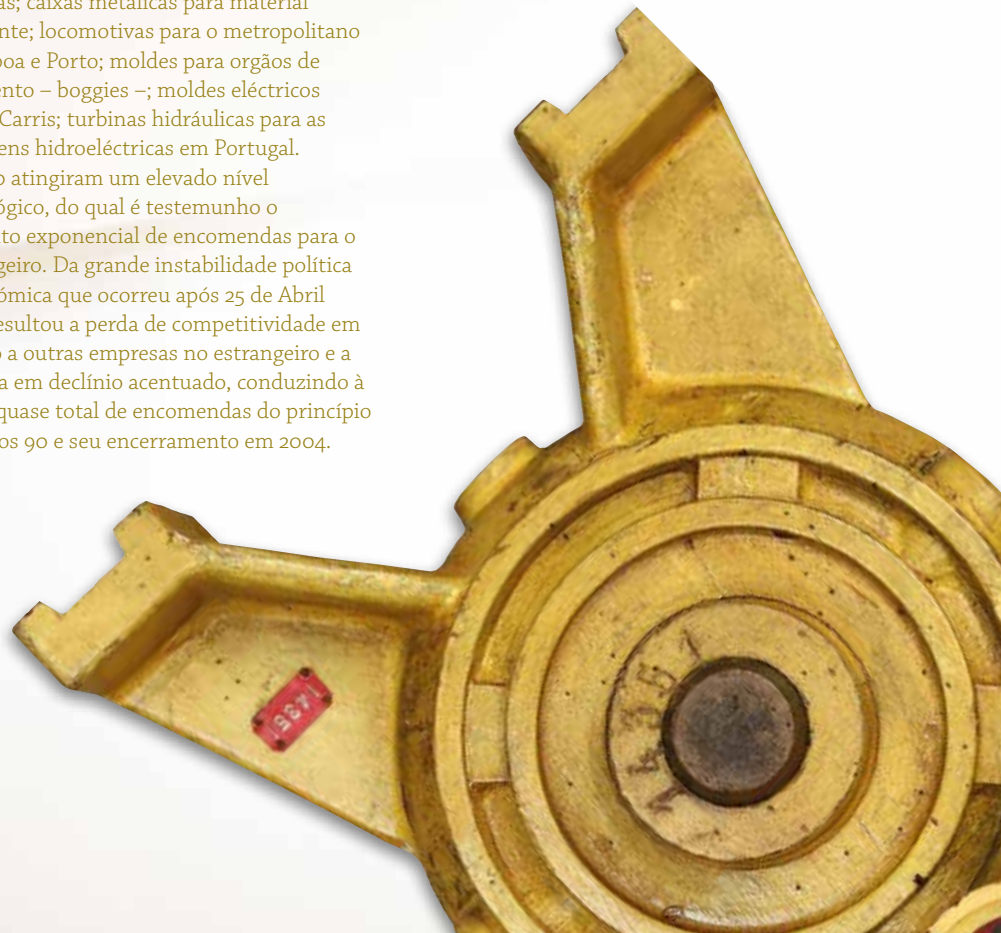 as; caixas metálicas para material
nte; locomotivas para o metropolitano
boa e Porto; moldes para orgãos de
ento – boggies –; moldes eléctricos
Carris; turbinas hidráulicas para as
ens hidroeléctricas em Portugal.
o atingiram um elevado nível
ógico, do qual é testemunho o
to exponencial de encomendas para o
geiro. Da grande instabilidade política
ómica que ocorreu após 25 de Abril
esultou a perda de competitividade em
o a outras empresas no estrangeiro e a
a em declínio acentuado, conduzindo à
quase total de encomendas do princípio
os 90 e seu encerramento em 2004.